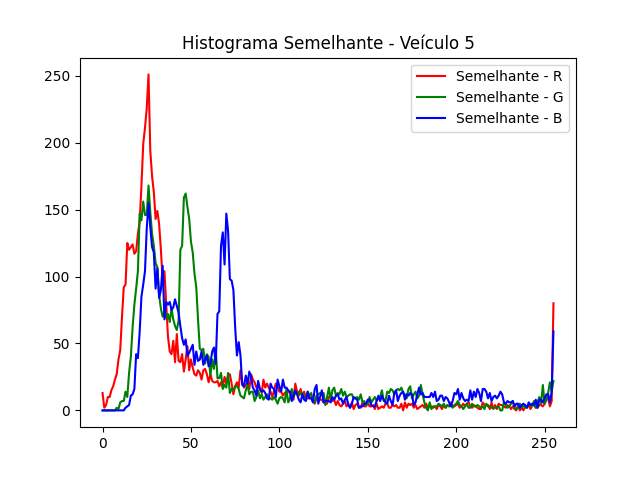 Histograma Semelhante - Veículo 5
Semelhante - R
Semelhante - G
Semelhante - B
250
200
150
100
50
0
0 50 100 150 200 250